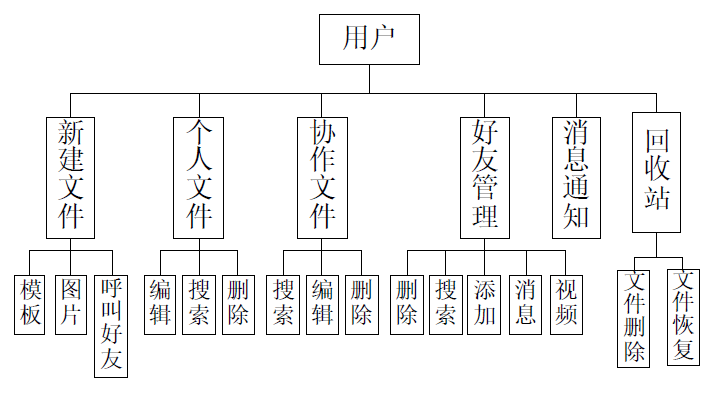 用户
新建文件
个人文件
协作文件
好友管理
消息通知
回收站
模板
图片
呼叫好友
编辑
搜索
删除
搜索
编辑
删除
删除
搜索
添加
消息
视频
文件删除
文件恢复